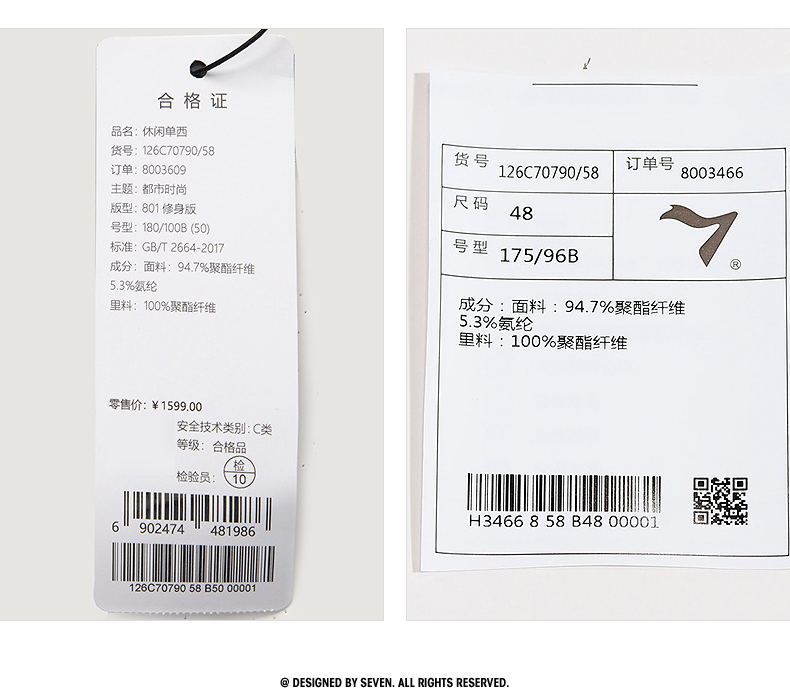 合格证
品名：休闲单西
货号：126C70790/58
订单：8003609
主题：都市时尚
版型：801 修身版
号型：180/100B (50)
标准：GB/T 2664-2017
成分：面料：94.7%聚酯纤维
5.3%氨纶
里料：100%聚酯纤维
零售价：¥1599.00
安全技术类别：C类
等级：合格品
检验员：检 10
6 902474 481986
126C70790 58 B50 00001
货号 126C70790/58 订单号 8003466
尺码 48
号型 175/96B
®
成分：面料：94.7%聚酯纤维
5.3%氨纶
里料：100%聚酯纤维
H3466 8 58 B48 00001
@ DESIGNED BY SEVEN. ALL RIGHTS RESERVED.